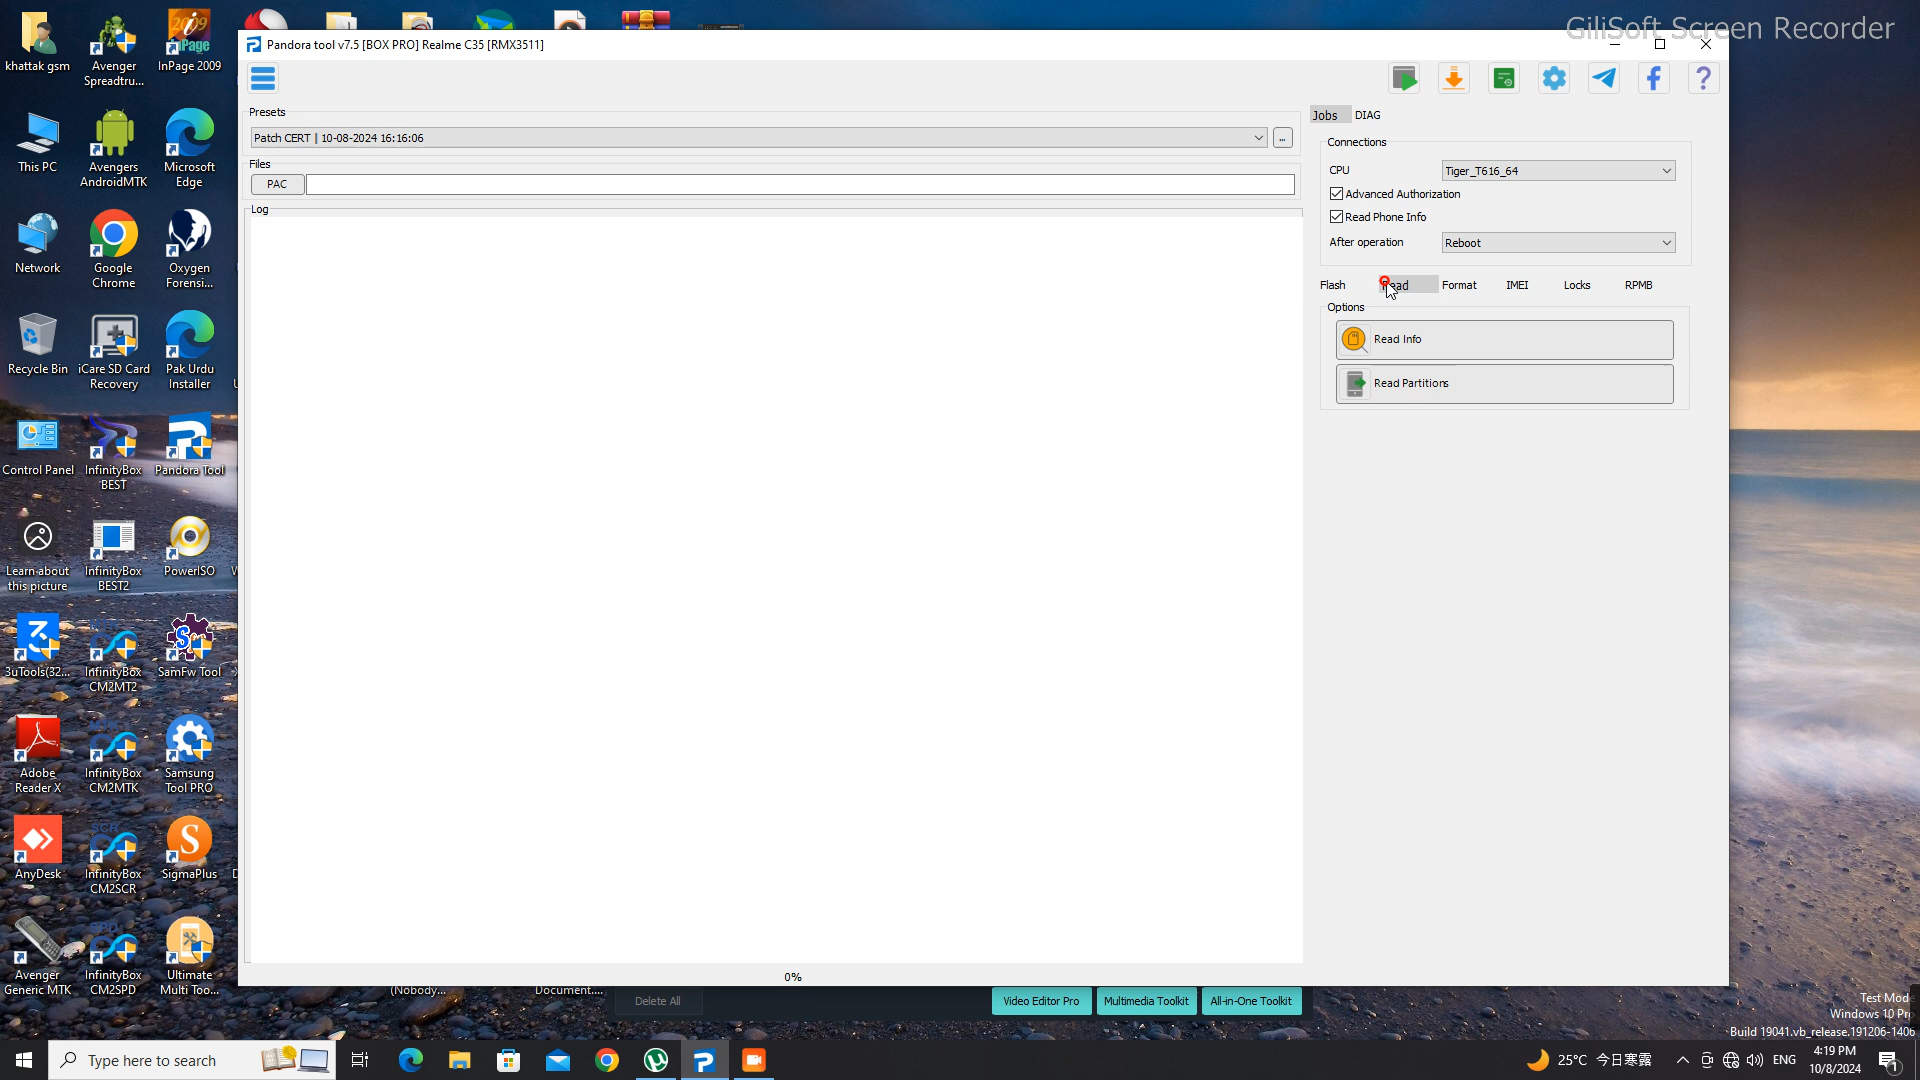 GiliSoft Screen Recorder
khattak gsm
Avenger
Spreadtru...
InPage 2009
This PC
Avengers
AndroidMTK
Microsoft
Edge
Network
Google
Chrome
Oxygen
Forensi...
Recycle Bin
iCare SD Card
Recovery
Pak Urdu
Installer
Control Panel
InfinityBox
BEST
Pandora Tool
Learn about
this picture
InfinityBox
BEST2
PowerISO
3uTools(32...
InfinityBox
CM2MT2
SamFw Tool
Adobe
Reader X
InfinityBox
CM2MTK
Samsung
Tool PRO
AnyDesk
InfinityBox
CM2SCR
SigmaPlus
Avenger
Generic MTK
InfinityBox
CM2SPD
Ultimate
Multi Too...
Pandora tool v7.5 [BOX PRO] Realme C35 [RMX3511]
Presets
Patch CERT | 10-08-2024 16:16:06
...
Files
PAC
Log
0%
Jobs DIAG
Connections
CPU Tiger_T616_64
Advanced Authorization
Read Phone Info
After operation Reboot
Flash Read Format IMEI Locks RPMB
Options
Read Info
Read Partitions
(Nobody...
Document....
Delete All
Video Editor Pro Multimedia Toolkit All-in-One Toolkit
Test Mod
Windows 10 Pr
Build 19041.vb_release.191206-1406
Type here to search
25°C 今日寒露
ENG
4:19 PM
10/8/2024
1